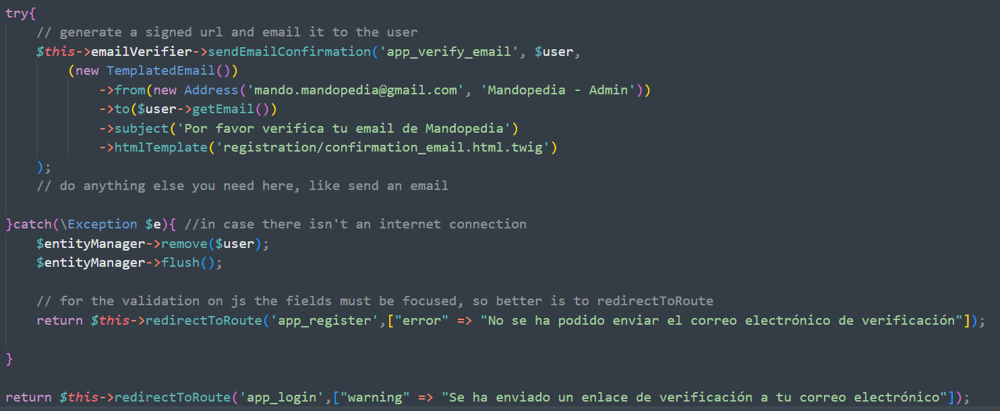 try{
// generate a signed url and email it to the user
$this->emailVerifier->sendEmailConfirmation('app_verify_email', $user,
(new TemplatedEmail())
->from(new Address('mando.mandopedia@gmail.com', 'Mandopedia - Admin'))
->to($user->getEmail())
->subject('Por favor verifica tu email de Mandopedia')
->htmlTemplate('registration/confirmation_email.html.twig')
);
// do anything else you need here, like send an email
}catch(\Exception $e){ //in case there isn't an internet connection
$entityManager->remove($user);
$entityManager->flush();
// for the validation on js the fields must be focused, so better is to redirectToRoute
return $this->redirectToRoute('app_register',["error" => "No se ha podido enviar el correo electrónico de verificación"]);
}
return $this->redirectToRoute('app_login',["warning" => "Se ha enviado un enlace de verificación a tu correo electrónico"]);